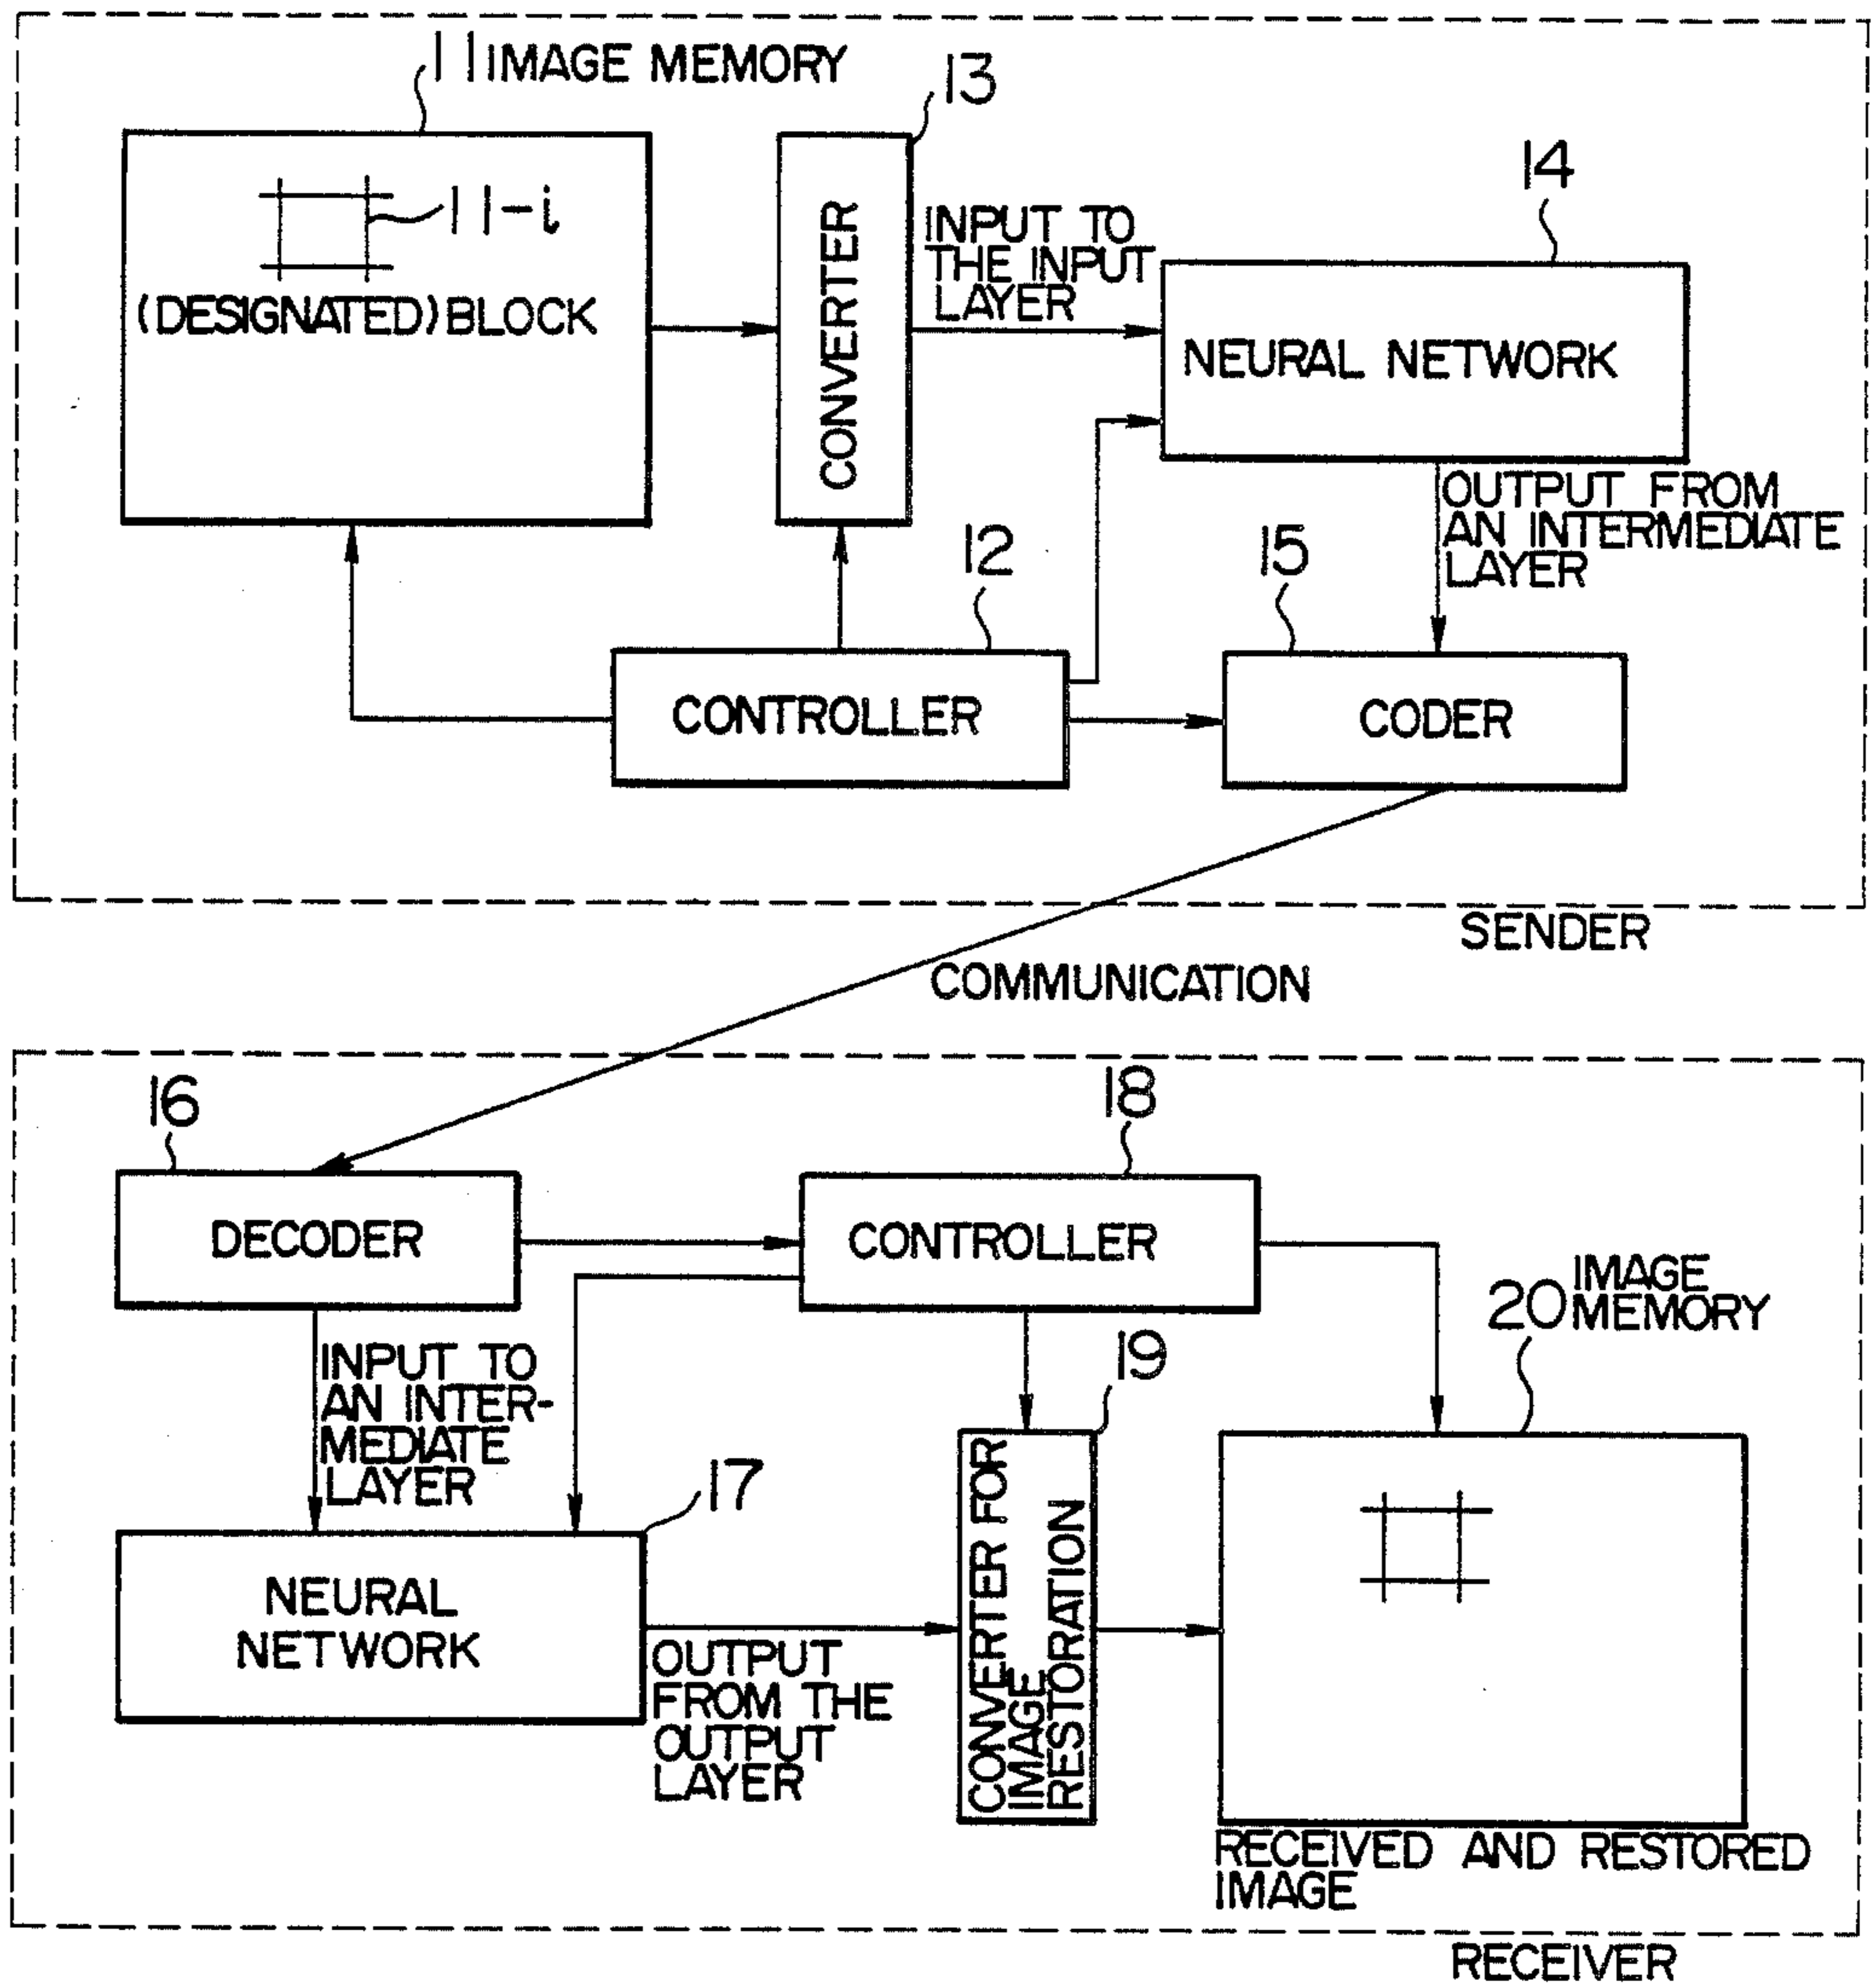 11 IMAGE MEMORY
13
14
11-i
(DESIGNATED) BLOCK
CONVERTER
INPUT TO
THE INPUT
LAYER
NEURAL NETWORK
OUTPUT FROM
AN INTERMEDIATE
LAYER
12
15
CONTROLLER
CODER
SENDER
COMMUNICATION
16
18
DECODER
CONTROLLER
20 IMAGE
MEMORY
INPUT TO
AN INTER-
MEDIATE
LAYER
19
17
NEURAL
NETWORK
OUTPUT
FROM THE
OUTPUT
LAYER
CONVERTER FOR
IMAGE
RESTORATION
RECEIVED AND RESTORED
IMAGE
RECEIVER